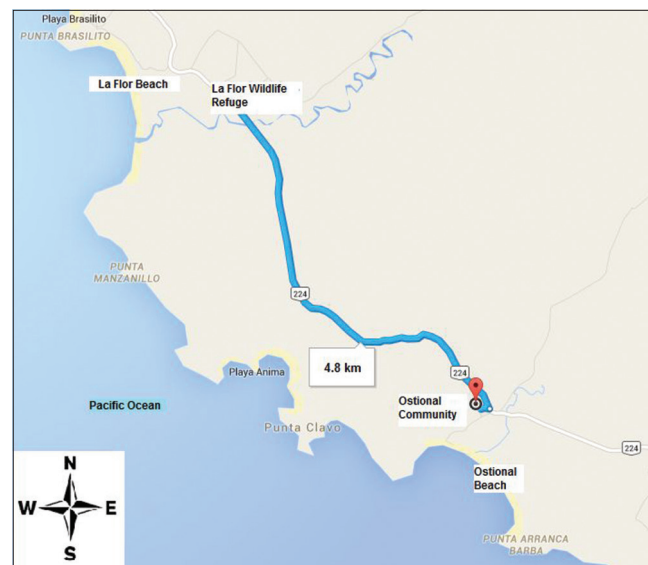 Playa Brasilito
PUNTA BRASILITO
La Flor Beach
La Flor Wildlife
Refuge
PUNTA
MANZANILLO
224
4.8 km
Playa Anima
224
Pacific Ocean
Ostional
Community
Punta Clavo
224
Ostional
Beach
N
W
E
S
PUNTA ARRANCA
BARBA